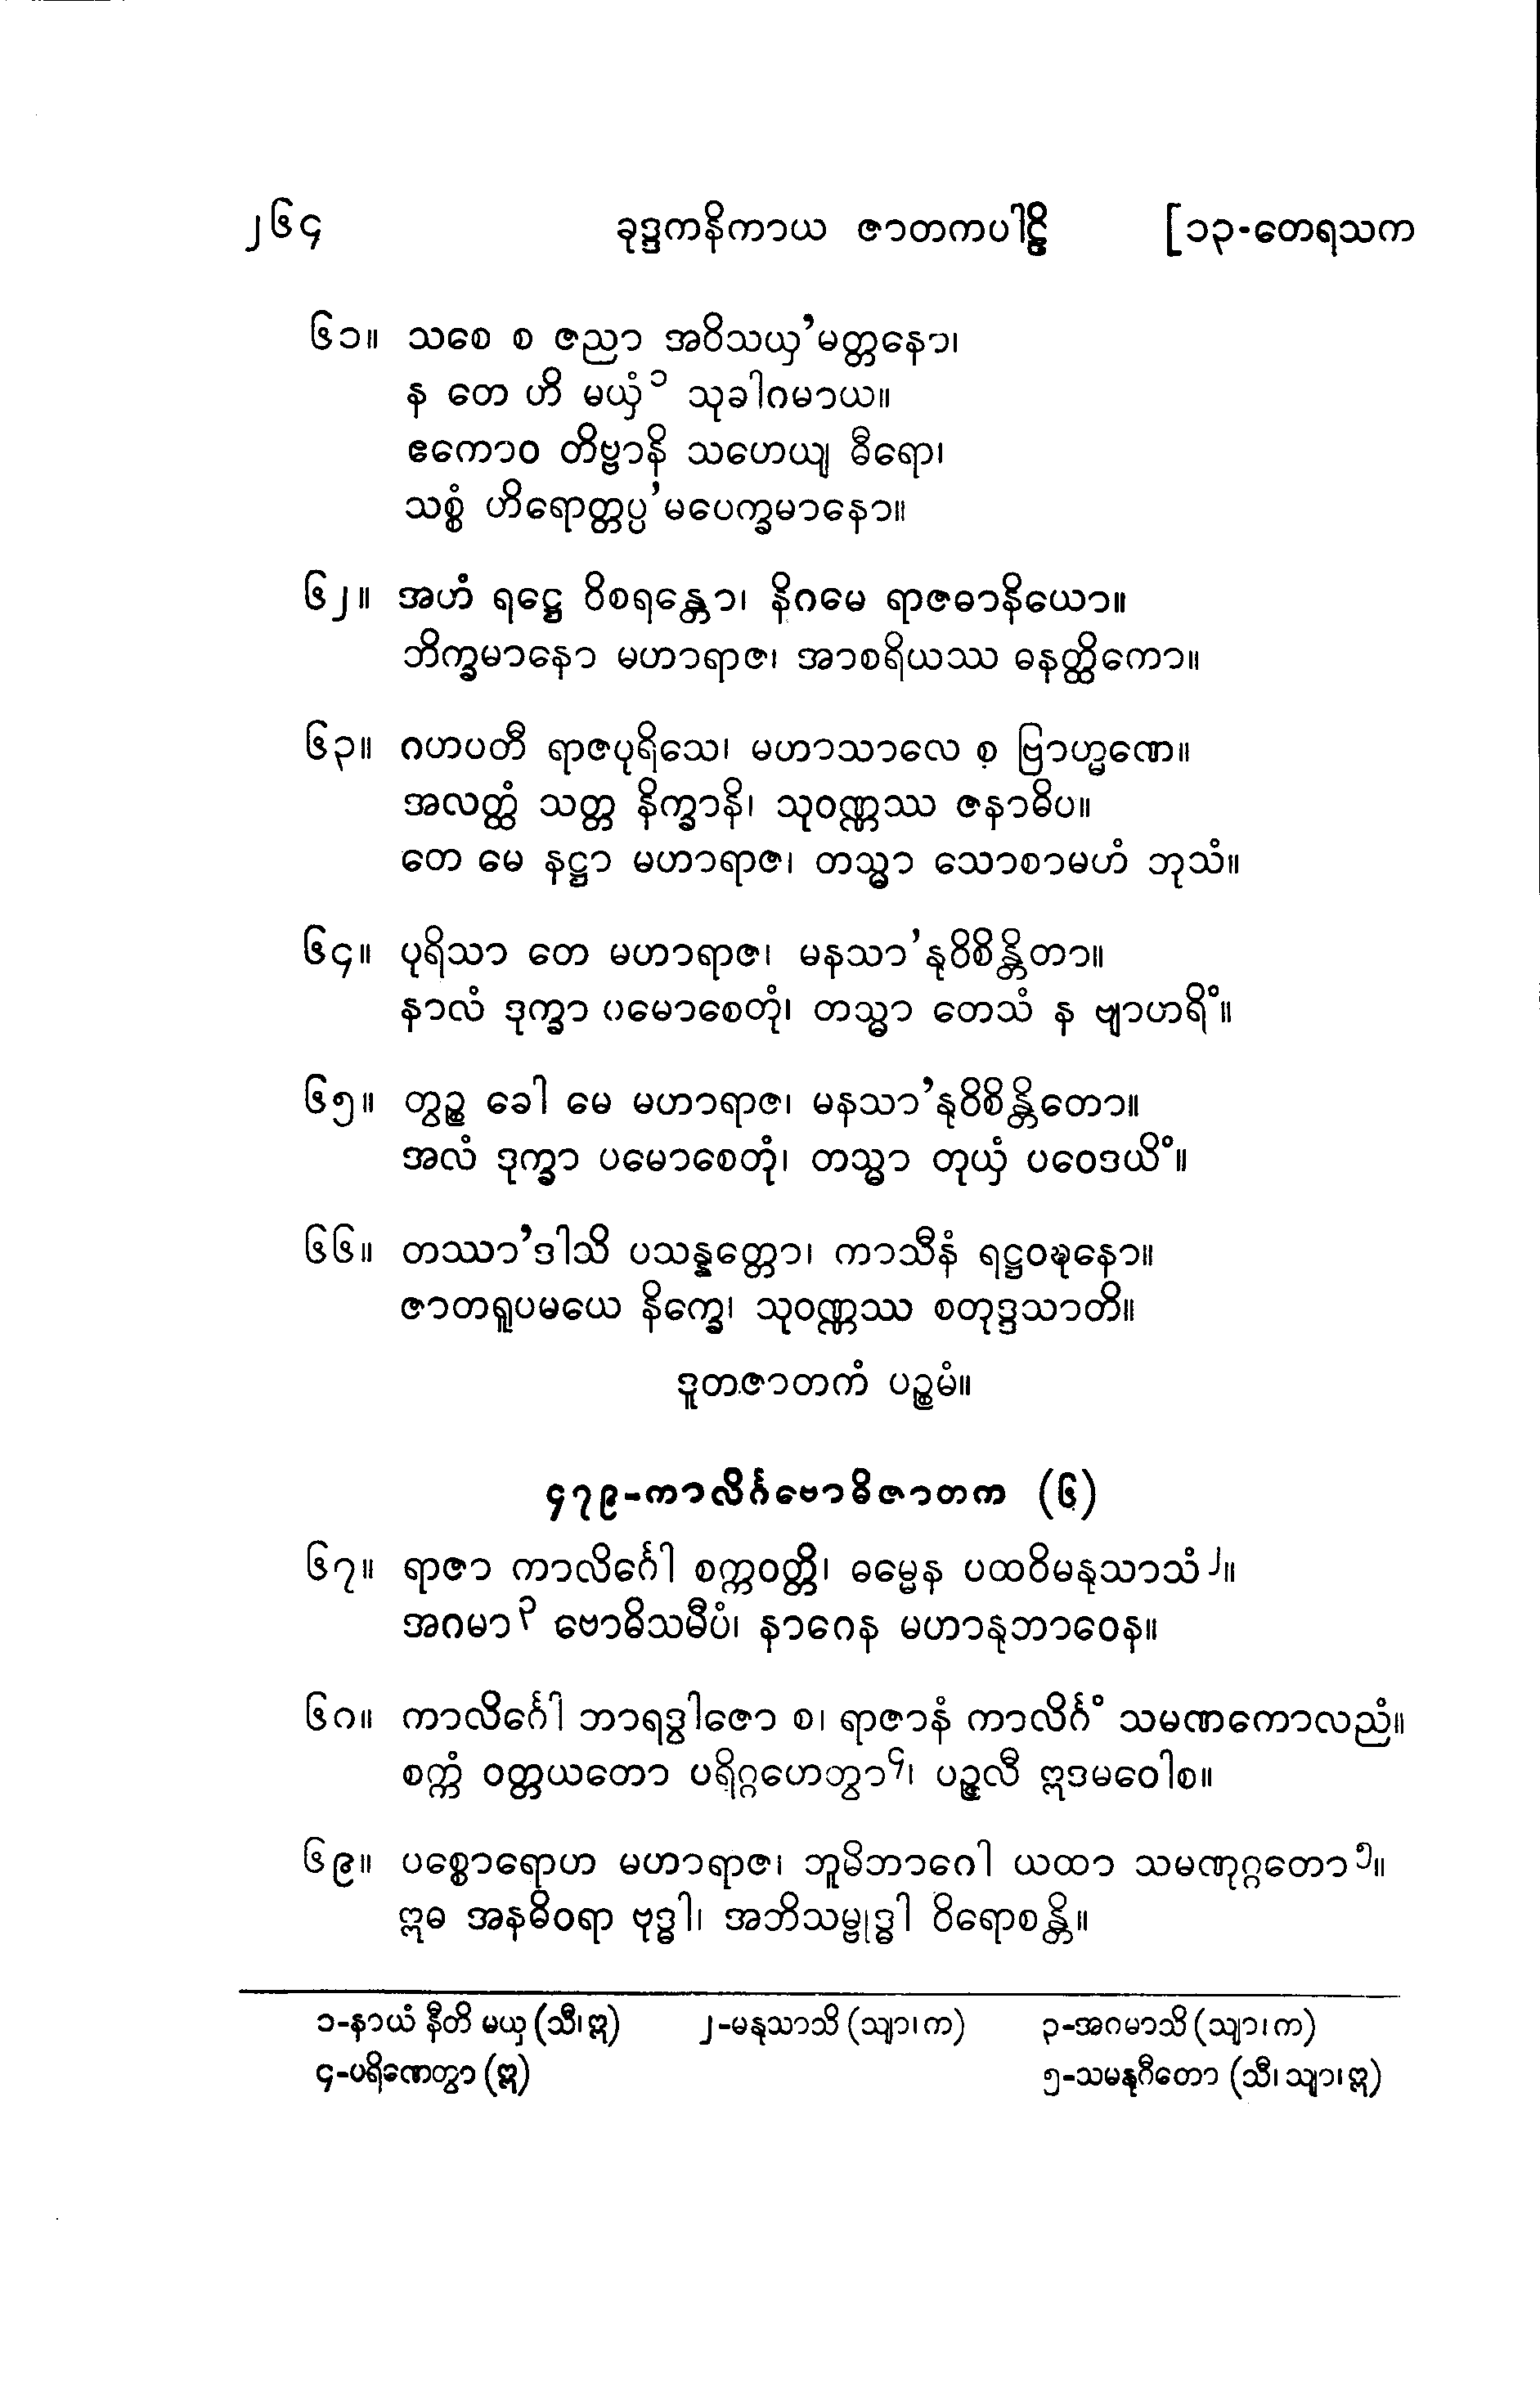 ၂၆၄ ခုဒ္ဒကနိကာယ ဇာတကပါဠိ [၁၃-တေရသက
၆၁။ သစေ စ ဇညာ အဝိသယှ’မတ္တနော၊
န တေ ဟိ မယှံ၁ သုခါဂမာယ။
ဧကောဝ တိဗ္ဗာနိ သဟေယျ ဓီရော၊
သစ္စံ ဟိရောတ္တပ္ပ’မပေက္ခမာနော။
၆၂။ အဟံ ရဋ္ဌေ ဝိစရန္တော၊ နိဂမေ ရာဇဓာနိယော။
ဘိက္ခမာနော မဟာရာဇ၊ အာစရိယဿ ဓနတ္ထိကော။
၆၃။ ဂဟပတီ ရာဇပုရိသေ၊ မဟာသာလေ စ ဗြာဟ္မဏေ။
အလတ္ထံ သတ္တ နိက္ခာနိ၊ သုဝဏ္ဏဿ ဇနာဓိပ။
တေ မေ နဋ္ဌာ မဟာရာဇ၊ တသ္မာ သောစာမဟံ ဘုသံ။
၆၄။ ပုရိသာ တေ မဟာရာဇ၊ မနသာ’နုဝိစိန္တိတာ။
နာလံ ဒုက္ခာ ပမောစေတုံ၊ တသ္မာ တေသံ န ဗျာဟရိံ။
၆၅။ တွဉ္စ ခေါ မေ မဟာရာဇ၊ မနသာ’နုဝိစိန္တိတော။
အလံ ဒုက္ခာ ပမောစေတုံ၊ တသ္မာ တုယှံ ပဝေဒယိံ။
၆၆။ တဿာ’ဒါသိ ပသန္နတ္တော၊ ကာသီနံ ရဋ္ဌဝဍ္ဎနော။
ဇာတရူပမယေ နိက္ခေ၊ သုဝဏ္ဏဿ စတုဒ္ဒသာတိ။
ဒူတဇာတကံ ပဉ္စမံ။
၄၇၉-ကာလိင်္ဂဗောဓိဇာတက (၆)
၆၇။ ရာဇာ ကာလိင်္ဂေါ စက္ကဝတ္တိ၊ ဓမ္မေန ပထဝိမနုသာသံ၂။
အဂမာ၃ ဗောဓိသမီပံ၊ နာဂေန မဟာနုဘာဝေန။
၆၈။ ကာလိင်္ဂေါ ဘာရဒွါဇော စ၊ ရာဇာနံ ကာလိင်္ဂံ သမဏကောလညံ။
စက္ကံ ဝတ္တယတော ပရိဂ္ဂဟေတွာ၄၊ ပဉ္ဇလီ ဣဒမဝေါစ။
၆၉။ ပစ္စောရောဟ မဟာရာဇ၊ ဘူမိဘာဂေါ ယထာ သမဏုဂ္ဂတော၅။
ဣဓ အနဓိဝရာ ဗုဒ္ဓါ၊ အဘိသမ္ဗုဒ္ဓါ ဝိရောစန္တိ။
၁-နာယံ နီတိ မယှ (သီ၊ ဣ) ၂-မနုသာသိ (သျာ၊ က) ၃-အဂမာသိ (သျာ၊ က)
၄-ပရိဏေတွာ (ဣ) ၅-သမနုဂီတော (သီ၊ သျာ၊ ဣ)